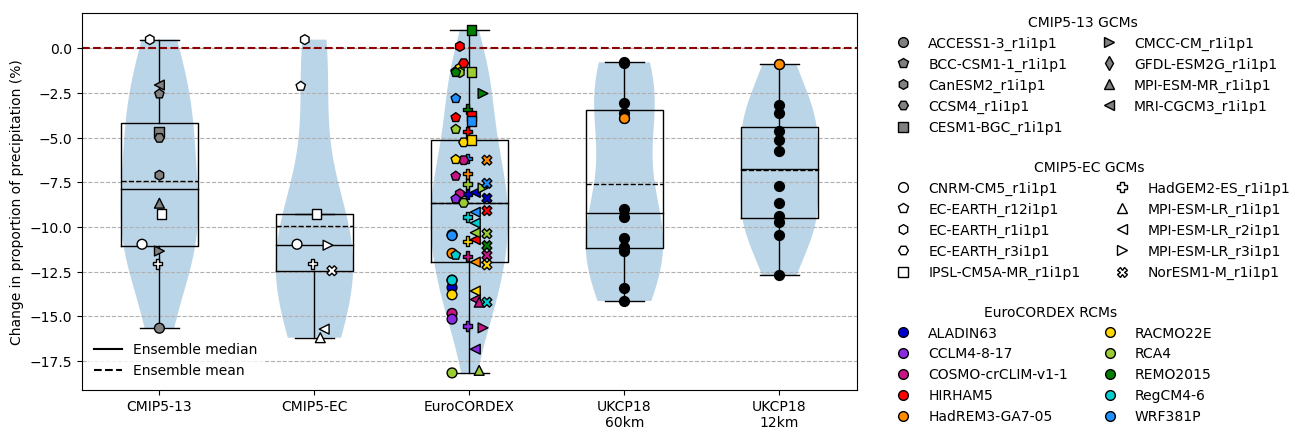 Change in proportion of precipitation (%)
0.0
−2.5
−5.0
−7.5
−10.0
−12.5
−15.0
−17.5
Ensemble median
Ensemble mean
CMIP5-13
CMIP5-EC
EuroCORDEX
UKCP18
60km
UKCP18
12km
CMIP5-13 GCMs
ACCESS1-3_r1i1p1
BCC-CSM1-1_r1i1p1
CanESM2_r1i1p1
CCSM4_r1i1p1
CESM1-BGC_r1i1p1
CMCC-CM_r1i1p1
GFDL-ESM2G_r1i1p1
MPI-ESM-MR_r1i1p1
MRI-CGCM3_r1i1p1
CMIP5-EC GCMs
CNRM-CM5_r1i1p1
EC-EARTH_r12i1p1
EC-EARTH_r1i1p1
EC-EARTH_r3i1p1
IPSL-CM5A-MR_r1i1p1
HadGEM2-ES_r1i1p1
MPI-ESM-LR_r1i1p1
MPI-ESM-LR_r2i1p1
MPI-ESM-LR_r3i1p1
NorESM1-M_r1i1p1
EuroCORDEX RCMs
ALADIN63
CCLM4-8-17
COSMO-crCLIM-v1-1
HIRHAM5
HadREM3-GA7-05
RACMO22E
RCA4
REMO2015
RegCM4-6
WRF381P